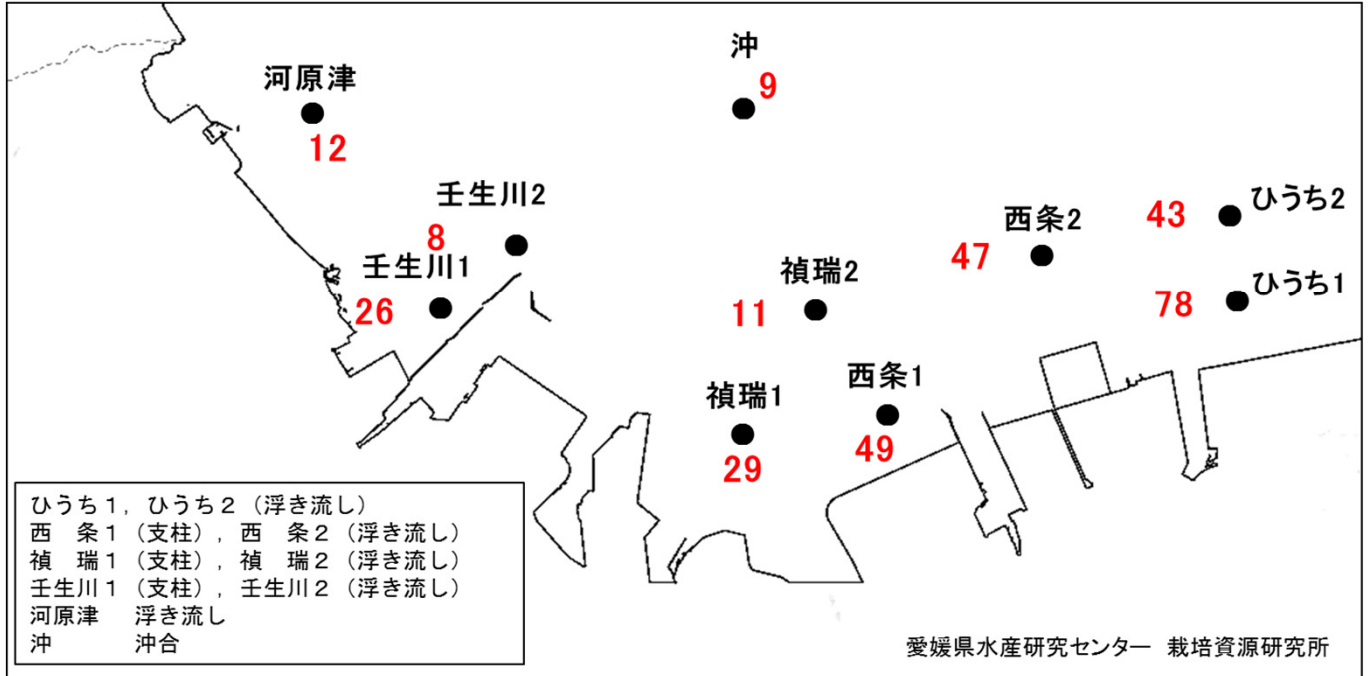 沖
9
河原津
12
壬生川2
8
壬生川1
26
ひうち2
43
西条2
47
ひうち1
78
禎瑞2
11
西条1
49
禎瑞1
29
ひうち1，ひうち2（浮き流し）
西　条1（支柱），西　条2（浮き流し）
禎　瑞1（支柱），禎　瑞2（浮き流し）
壬生川1（支柱），壬生川2（浮き流し）
河原津　浮き流し
沖　　　沖合
愛媛県水産研究センター 栽培資源研究所